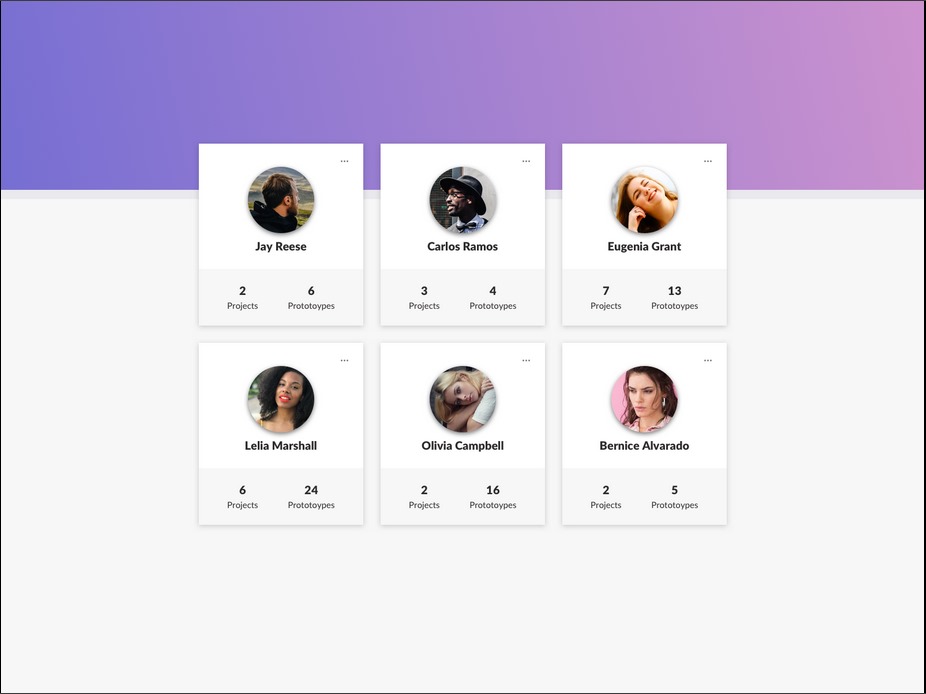 ...
...
...
Jay Reese
Carlos Ramos
Eugenia Grant
2 6
Projects Prototoypes
3 4
Projects Prototoypes
7 13
Projects Prototoypes
...
...
...
Lelia Marshall
Olivia Campbell
Bernice Alvarado
6 24
Projects Prototoypes
2 16
Projects Prototoypes
2 5
Projects Prototoypes